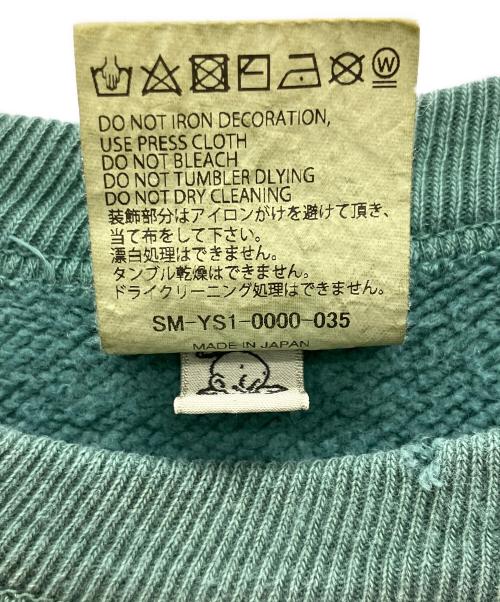 W
DO NOT IRON DECORATION,
USE PRESS CLOTH
DO NOT BLEACH
DO NOT TUMBLER DLYING
DO NOT DRY CLEANING
装飾部分はアイロンがけを避けて頂き、
当て布をして下さい。
漂白処理はできません。
タンブル乾燥はできません。
ドライクリーニング処理はできません。
SM-YS1-0000-035
MADE IN JAPAN